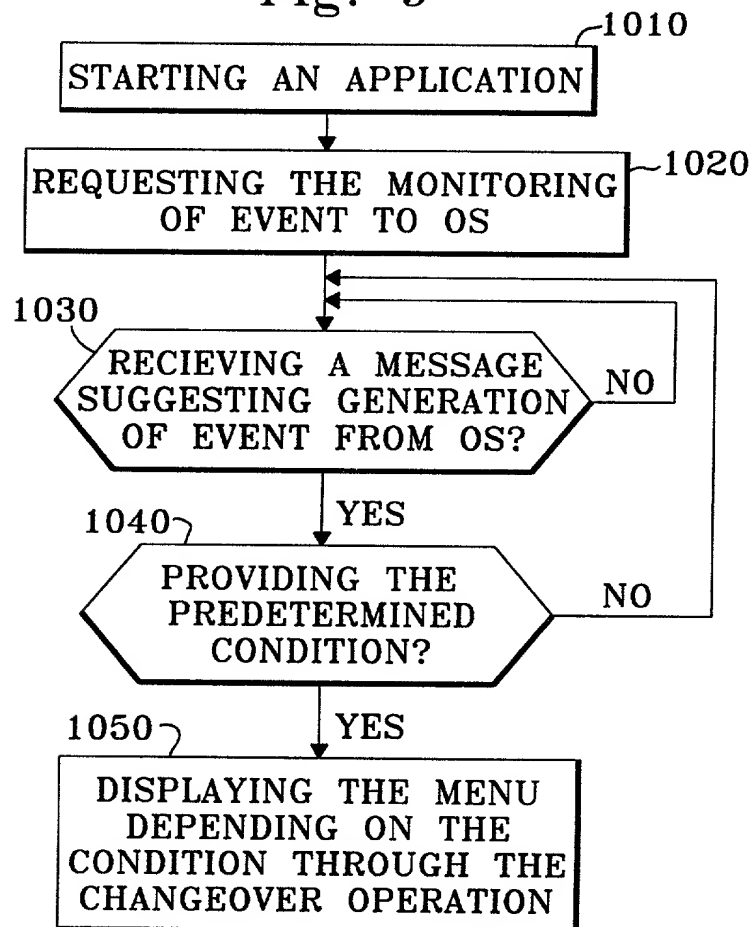 1010
STARTING AN APPLICATION
1020
REQUESTING THE MONITORING
OF EVENT TO OS
1030
RECIEVING A MESSAGE
SUGGESTING GENERATION
OF EVENT FROM OS?
NO
YES
1040
PROVIDING THE
PREDETERMINED
CONDITION?
NO
YES
1050
DISPLAYING THE MENU
DEPENDING ON THE
CONDITION THROUGH THE
CHANGEOVER OPERATION